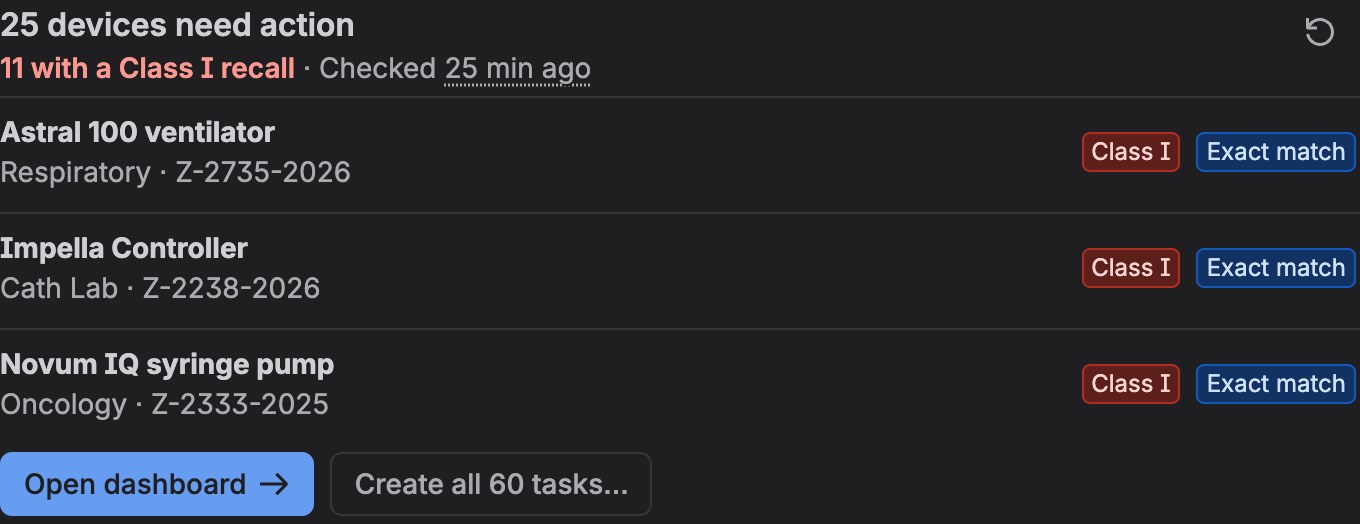 25 devices need action
11 with a Class I recall · Checked 25 min ago
Astral 100 ventilator
Respiratory · Z-2735-2026
Class I
Exact match
Impella Controller
Cath Lab · Z-2238-2026
Class I
Exact match
Novum IQ syringe pump
Oncology · Z-2333-2025
Class I
Exact match
Open dashboard →
Create all 60 tasks...